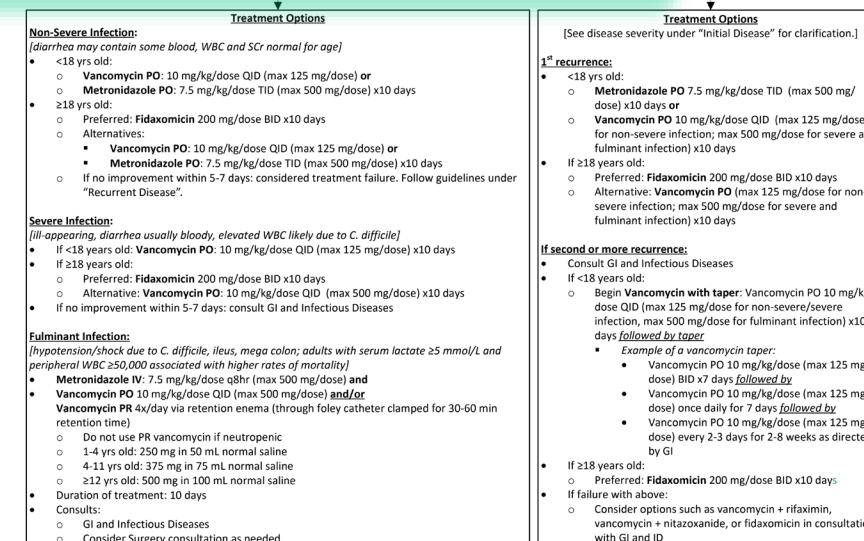 Treatment Options
Non-Severe Infection:
[diarrhea may contain some blood, WBC and SCr normal for age]
• <18 yrs old:
o Vancomycin PO: 10 mg/kg/dose QID (max 125 mg/dose) or
o Metronidazole PO: 7.5 mg/kg/dose TID (max 500 mg/dose) x10 days
• ≥18 yrs old:
o Preferred: Fidaxomicin 200 mg/dose BID x10 days
o Alternatives:
▪ Vancomycin PO: 10 mg/kg/dose QID (max 125 mg/dose) or
▪ Metronidazole PO: 7.5 mg/kg/dose TID (max 500 mg/dose) x10 days
o If no improvement within 5-7 days: considered treatment failure. Follow guidelines under
“Recurrent Disease”.
Severe Infection:
[ill-appearing, diarrhea usually bloody, elevated WBC likely due to C. difficile]
• If <18 years old: Vancomycin PO: 10 mg/kg/dose QID (max 125 mg/dose) x10 days
• If ≥18 years old:
o Preferred: Fidaxomicin 200 mg/dose BID x10 days
o Alternative: Vancomycin PO: 10 mg/kg/dose QID (max 500 mg/dose) x10 days
• If no improvement within 5-7 days: consult GI and Infectious Diseases
Fulminant Infection:
[hypotension/shock due to C. difficile, ileus, mega colon; adults with serum lactate ≥5 mmol/L and
peripheral WBC ≥50,000 associated with higher rates of mortality]
• Metronidazole IV: 7.5 mg/kg/dose q8hr (max 500 mg/dose) and
• Vancomycin PO 10 mg/kg/dose QID (max 500 mg/dose) and/or
Vancomycin PR 4x/day via retention enema (through foley catheter clamped for 30-60 min
retention time)
o Do not use PR vancomycin if neutropenic
o 1-4 yrs old: 250 mg in 50 mL normal saline
o 4-11 yrs old: 375 mg in 75 mL normal saline
o ≥12 yrs old: 500 mg in 100 mL normal saline
• Duration of treatment: 10 days
• Consults:
o GI and Infectious Diseases
o Consider Surgery consultation as needed
Treatment Options
[See disease severity under “Initial Disease” for clarification.]
1st recurrence:
• <18 yrs old:
o Metronidazole PO 7.5 mg/kg/dose TID (max 500 mg/
dose) x10 days or
o Vancomycin PO 10 mg/kg/dose QID (max 125 mg/dose
for non-severe infection; max 500 mg/dose for severe a
fulminant infection) x10 days
• If ≥18 years old:
o Preferred: Fidaxomicin 200 mg/dose BID x10 days
o Alternative: Vancomycin PO (max 125 mg/dose for non-
severe infection; max 500 mg/dose for severe and
fulminant infection) x10 days
If second or more recurrence:
• Consult GI and Infectious Diseases
• If <18 years old:
o Begin Vancomycin with taper: Vancomycin PO 10 mg/k
dose QID (max 125 mg/dose for non-severe/severe
infection, max 500 mg/dose for fulminant infection) x10
days followed by taper
▪ Example of a vancomycin taper:
• Vancomycin PO 10 mg/kg/dose (max 125 mg
dose) BID x7 days followed by
• Vancomycin PO 10 mg/kg/dose (max 125 mg
dose) once daily for 7 days followed by
• Vancomycin PO 10 mg/kg/dose (max 125 mg
dose) every 2-3 days for 2-8 weeks as directe
by GI
• If ≥18 years old:
o Preferred: Fidaxomicin 200 mg/dose BID x10 days
• If failure with above:
o Consider options such as vancomycin + rifaximin,
vancomycin + nitazoxanide, or fidaxomicin in consultati
with GI and ID